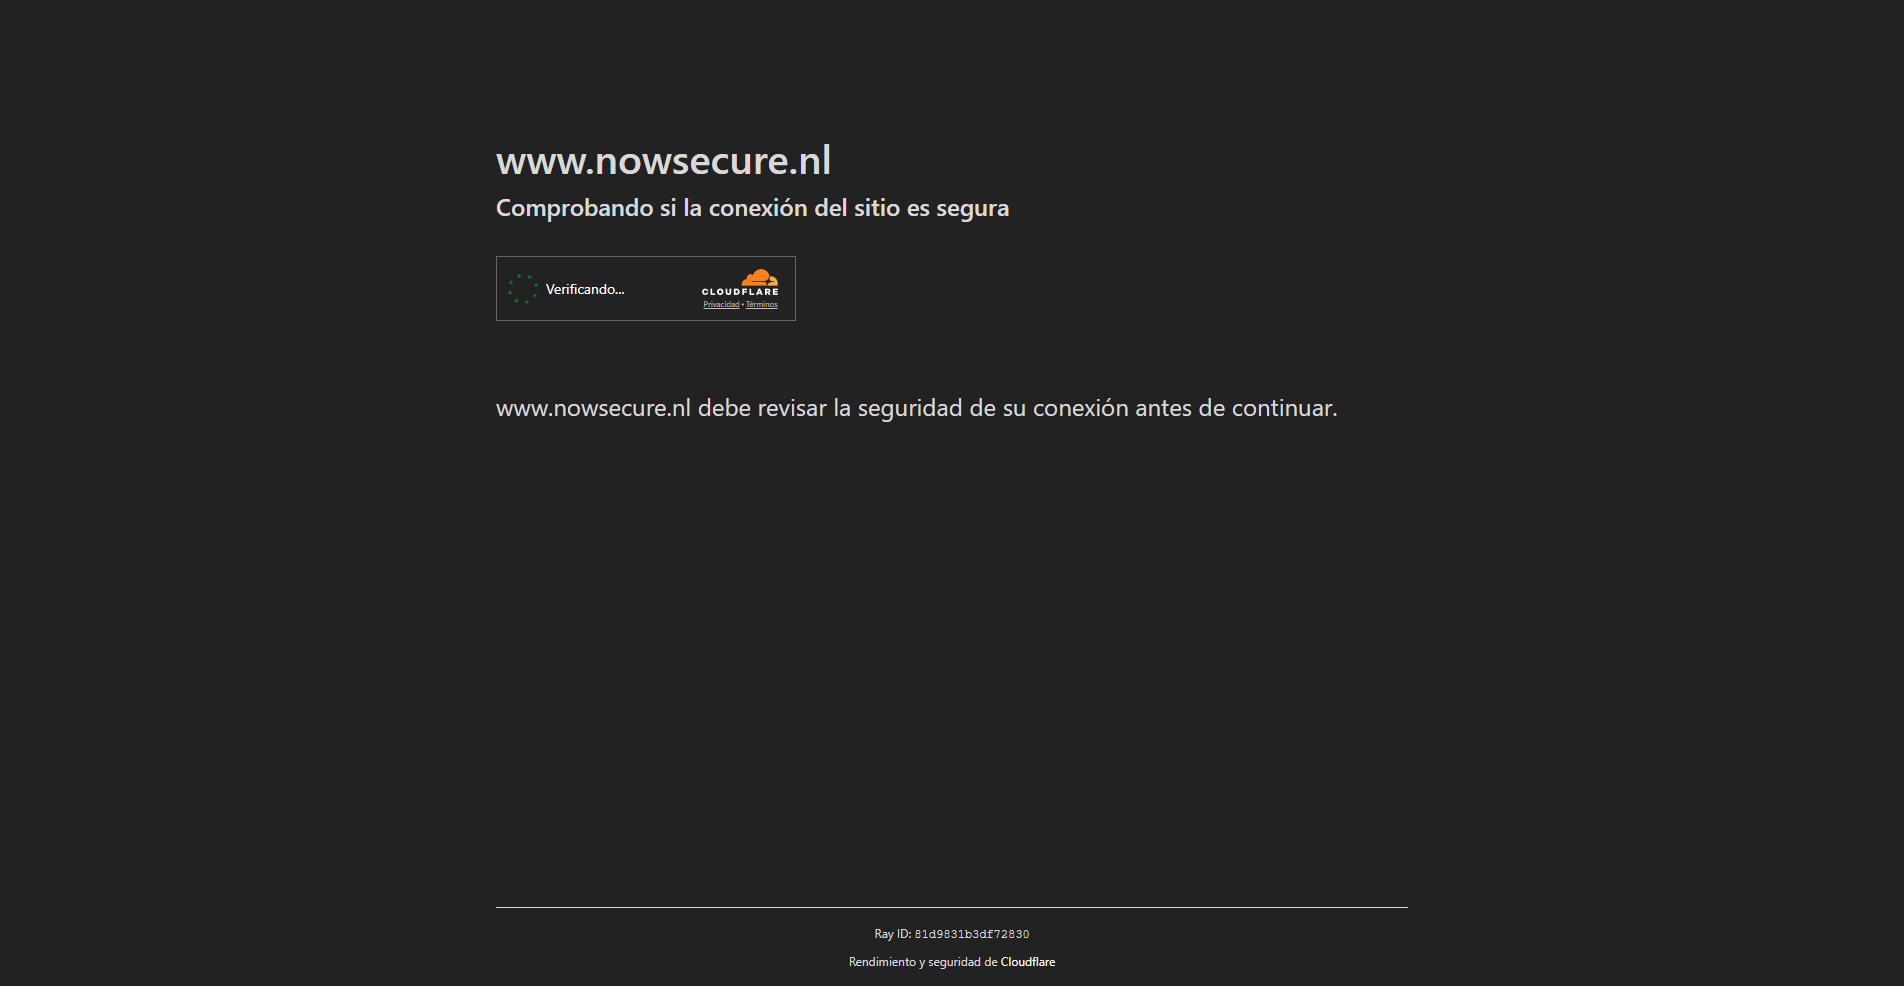 www.nowsecure.nl
Comprobando si la conexión del sitio es segura
Verificando...
CLOUDFLARE
Privacidad • Términos
www.nowsecure.nl debe revisar la seguridad de su conexión antes de continuar.
Ray ID: 81d9831b3df72830
Rendimiento y seguridad de Cloudflare